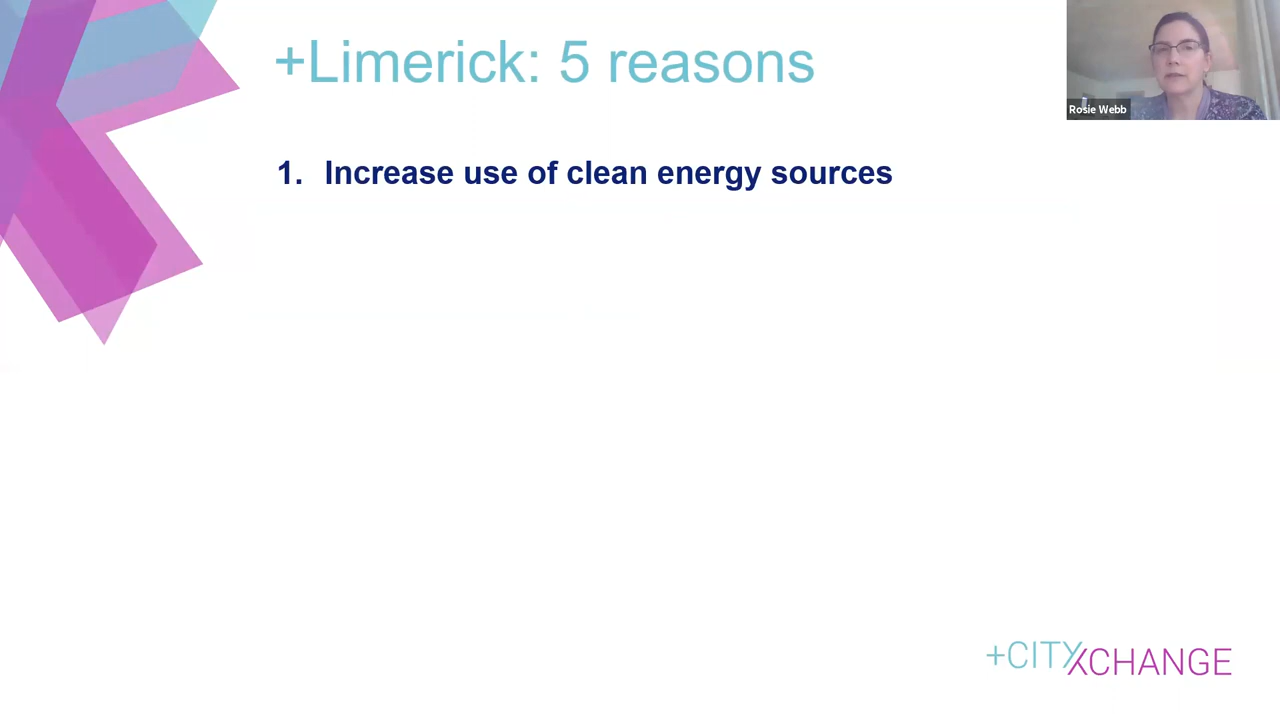 +Limerick: 5 reasons
Rosie Webb
1. Increase use of clean energy sources
+CITYXCHANGE